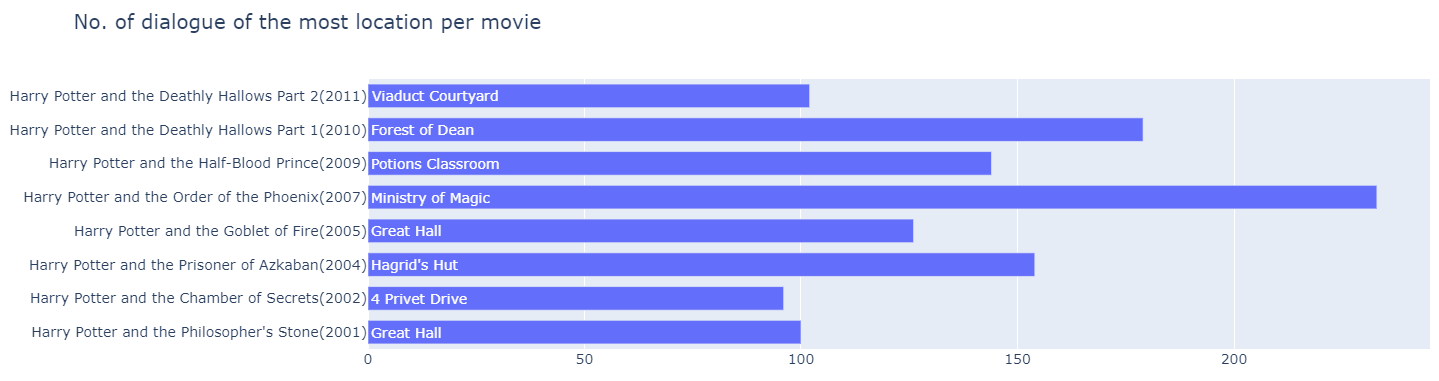 No. of dialogue of the most location per movie
Harry Potter and the Deathly Hallows Part 2(2011) Viaduct Courtyard
Harry Potter and the Deathly Hallows Part 1(2010) Forest of Dean
Harry Potter and the Half-Blood Prince(2009) Potions Classroom
Harry Potter and the Order of the Phoenix(2007) Ministry of Magic
Harry Potter and the Goblet of Fire(2005) Great Hall
Harry Potter and the Prisoner of Azkaban(2004) Hagrid's Hut
Harry Potter and the Chamber of Secrets(2002) 4 Privet Drive
Harry Potter and the Philosopher's Stone(2001) Great Hall
0 50 100 150 200